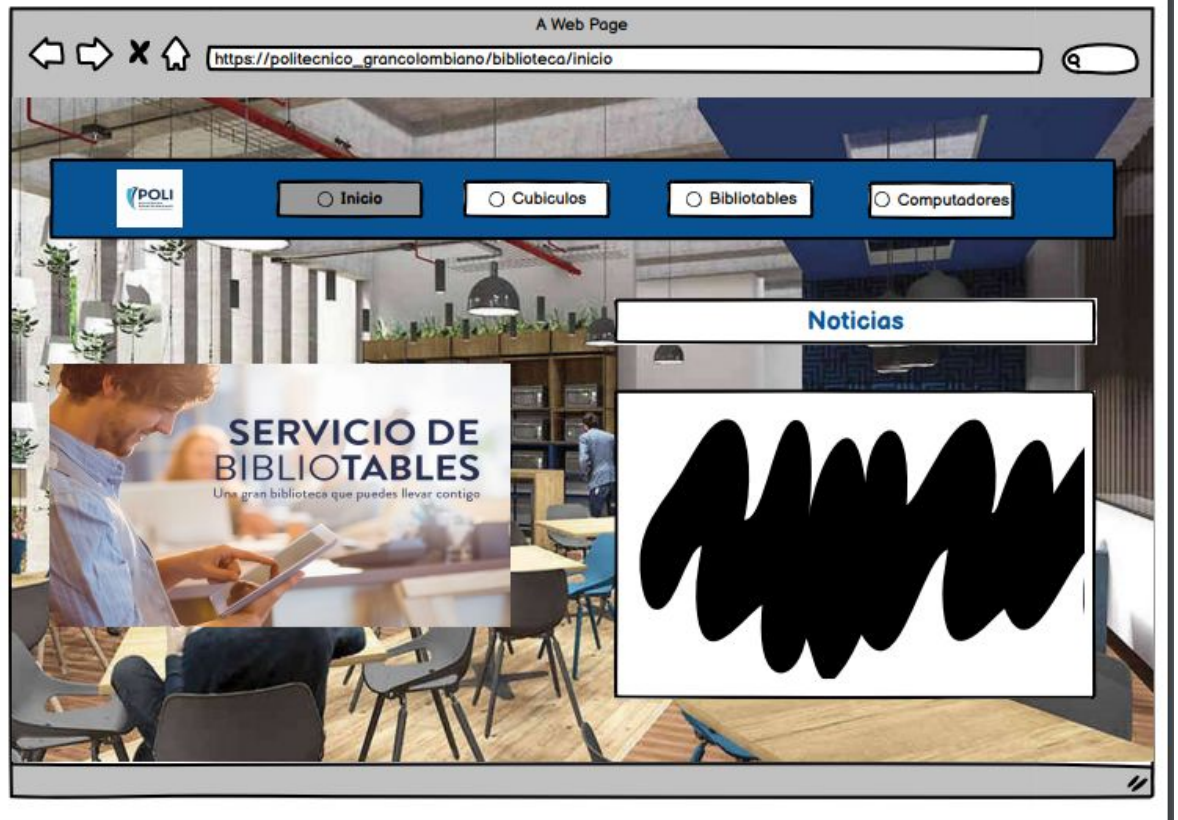 A Web Page
https://politecnico_grancolombiano/biblioteca/inicio
POLI
Inicio
Cubiculos
Bibliotables
Computadores
Noticias
SERVICIO DE
BIBLIOTABLES
Una gran biblioteca que puedes llevar contigo